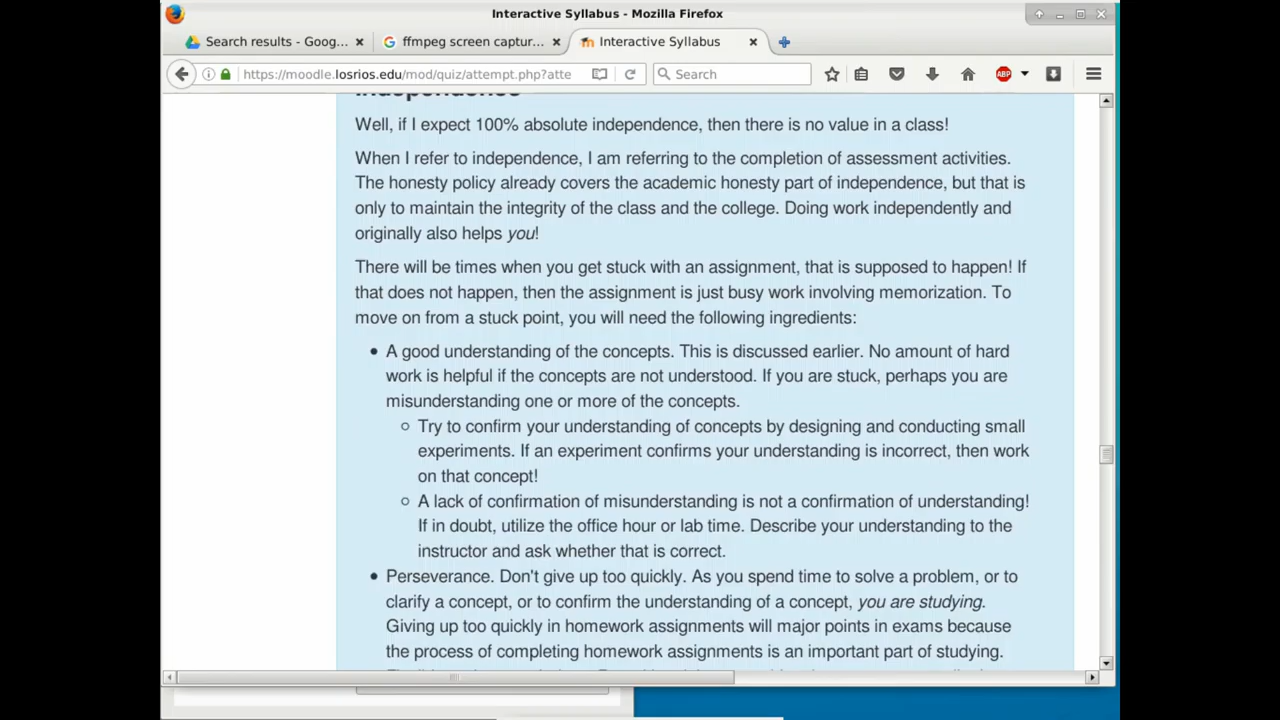 Interactive Syllabus - Mozilla Firefox
Search results - Goog...
ffmpeg screen captur...
Interactive Syllabus
https://moodle.losrios.edu/mod/quiz/attempt.php?atte
Search
ABP
Independence
Well, if I expect 100% absolute independence, then there is no value in a class!
When I refer to independence, I am referring to the completion of assessment activities.
The honesty policy already covers the academic honesty part of independence, but that is
only to maintain the integrity of the class and the college. Doing work independently and
originally also helps you!
There will be times when you get stuck with an assignment, that is supposed to happen! If
that does not happen, then the assignment is just busy work involving memorization. To
move on from a stuck point, you will need the following ingredients:
• A good understanding of the concepts. This is discussed earlier. No amount of hard
work is helpful if the concepts are not understood. If you are stuck, perhaps you are
misunderstanding one or more of the concepts.
○ Try to confirm your understanding of concepts by designing and conducting small
experiments. If an experiment confirms your understanding is incorrect, then work
on that concept!
○ A lack of confirmation of misunderstanding is not a confirmation of understanding!
If in doubt, utilize the office hour or lab time. Describe your understanding to the
instructor and ask whether that is correct.
• Perseverance. Don't give up too quickly. As you spend time to solve a problem, or to
clarify a concept, or to confirm the understanding of a concept, you are studying.
Giving up too quickly in homework assignments will major points in exams because
the process of completing homework assignments is an important part of studying.